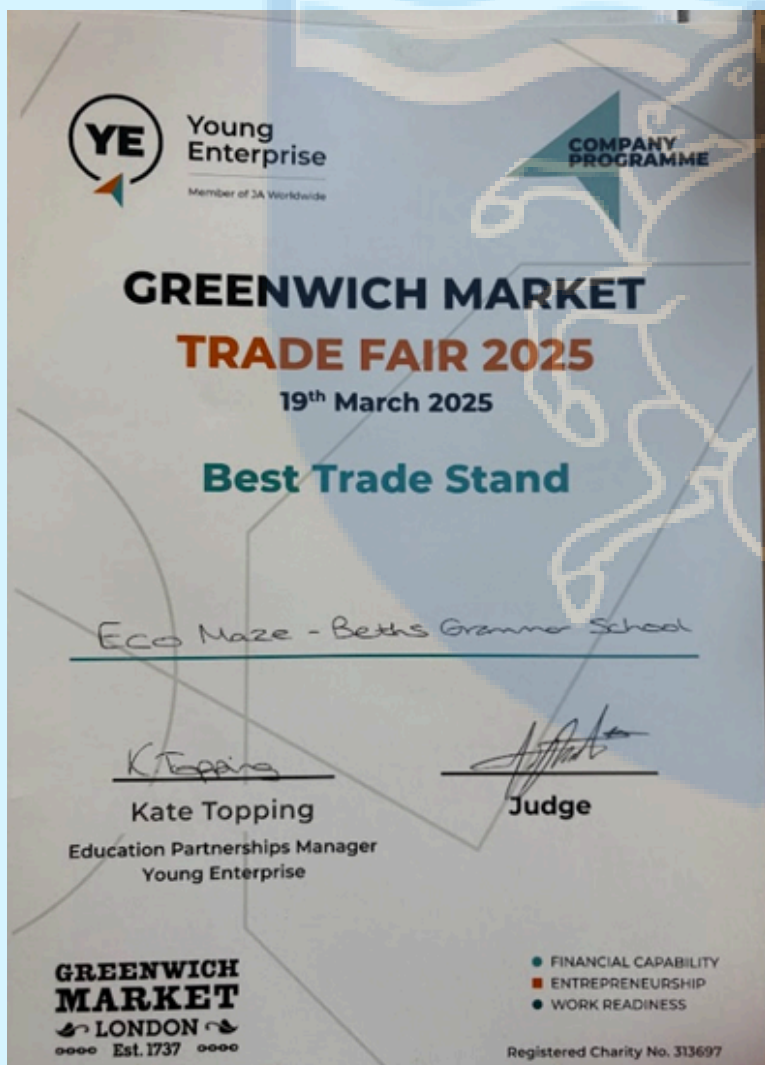 YE
Young
Enterprise
Member of JA Worldwide
COMPANY
PROGRAMME
GREENWICH MARKET
TRADE FAIR 2025
19th March 2025
Best Trade Stand
Eco Maze - Beths Grammar School
K Topping
Kate Topping
Judge
Education Partnerships Manager
Young Enterprise
GREENWICH
MARKET
LONDON
Est. 1737
FINANCIAL CAPABILITY
ENTREPRENEURSHIP
WORK READINESS
Registered Charity No. 313697